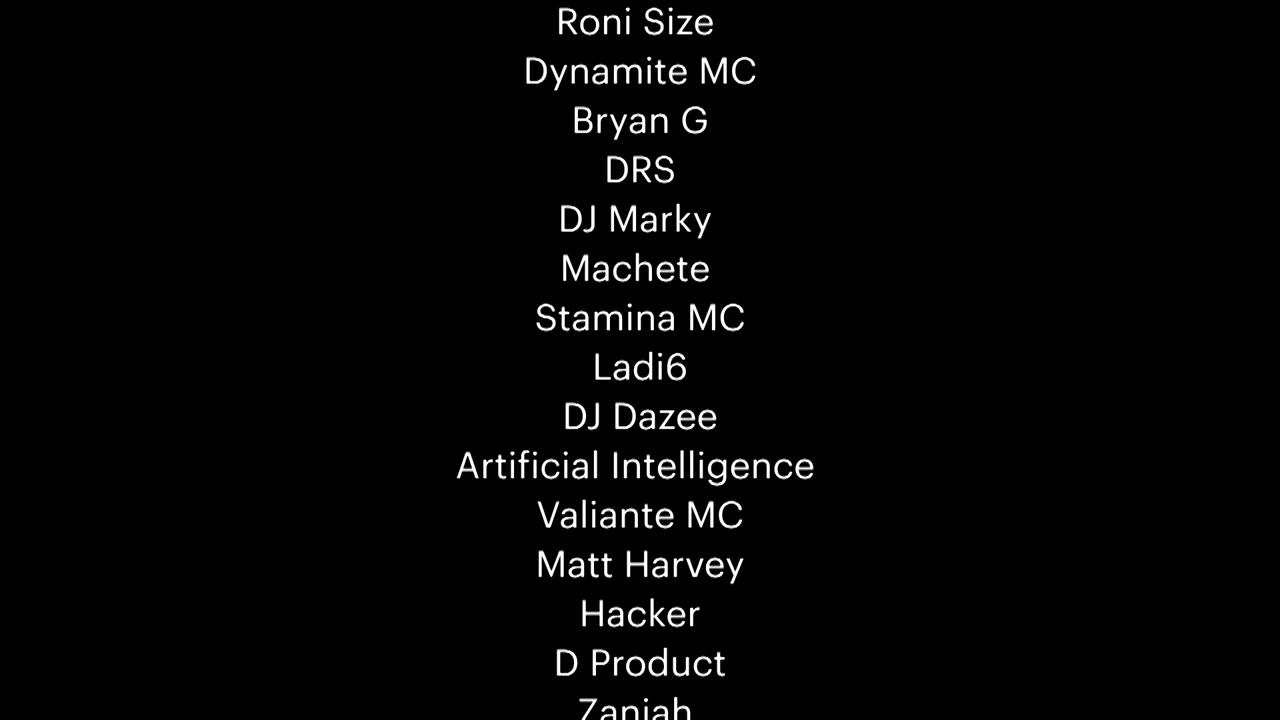 Roni Size
Dynamite MC
Bryan G
DRS
DJ Marky
Machete
Stamina MC
Ladi6
DJ Dazee
Artificial Intelligence
Valiante MC
Matt Harvey
Hacker
D Product